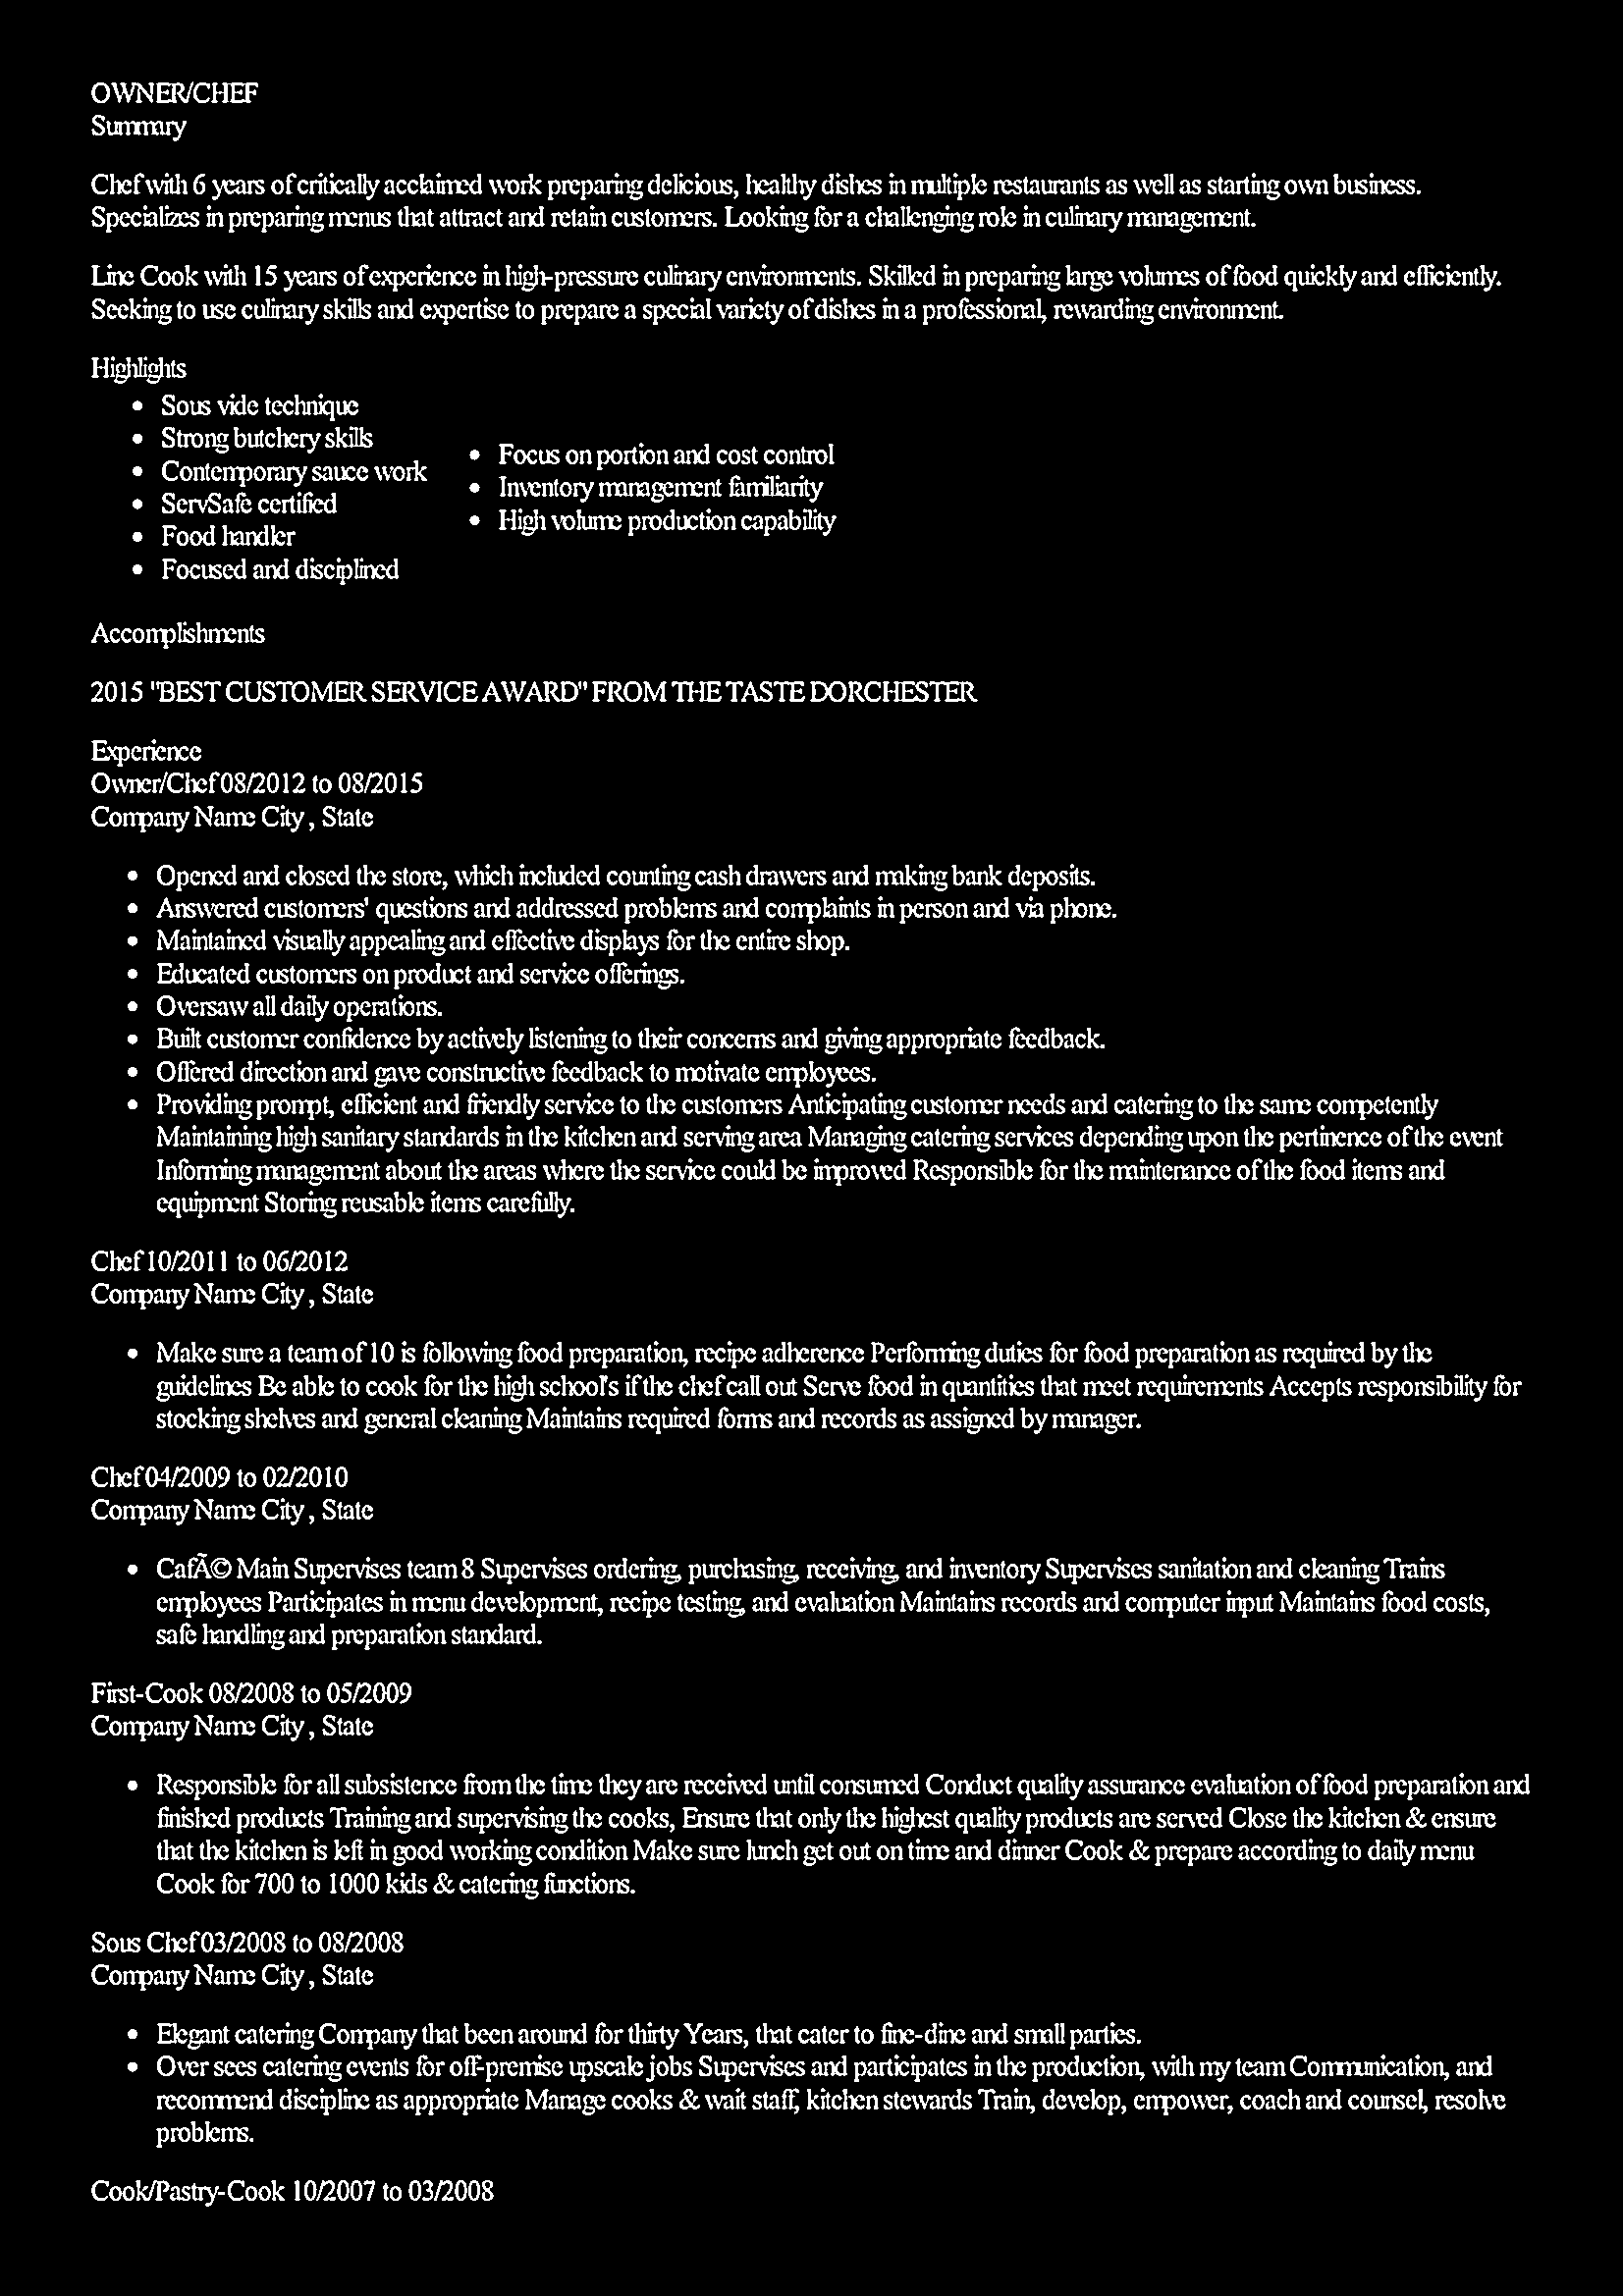 OWNER/CHEF
Summary
Chef with 6 years of critically acclaimed work preparing delicious, healthy dishes in multiple restaurants as well as starting own business.
Specializes in preparing menus that attract and retain customers. Looking for a challenging role in culinary management.
Line Cook with 15 years of experience in high-pressure culinary environments. Skilled in preparing large volumes of food quickly and efficiently.
Seeking to use culinary skills and expertise to prepare a special variety of dishes in a professional, rewarding environment.
Highlights
• Sous vide technique
• Strong butchery skills
• Contemporary sauce work
• ServSafe certified
• Food handler
• Focused and disciplined
• Focus on portion and cost control
• Inventory management familiarity
• High volume production capability
Accomplishments
2015 "BEST CUSTOMER SERVICE AWARD" FROM THE TASTE DORCHESTER
Experience
Owner/Chef 08/2012 to 08/2015
Company Name City , State
• Opened and closed the store, which included counting cash drawers and making bank deposits.
• Answered customers' questions and addressed problems and complaints in person and via phone.
• Maintained visually appealing and effective displays for the entire shop.
• Educated customers on product and service offerings.
• Oversaw all daily operations.
• Built customer confidence by actively listening to their concerns and giving appropriate feedback.
• Offered direction and gave constructive feedback to motivate employees.
• Providing prompt, efficient and friendly service to the customers Anticipating customer needs and catering to the same competently
Maintaining high sanitary standards in the kitchen and serving area Managing catering services depending upon the pertinence of the event
Informing management about the areas where the service could be improved Responsible for the maintenance of the food items and
equipment Storing reusable items carefully.
Chef 10/2011 to 06/2012
Company Name City , State
• Make sure a team of 10 is following food preparation, recipe adherence Performing duties for food preparation as required by the
guidelines Be able to cook for the high school's if the chef call out Serve food in quantities that meet requirements Accepts responsibility for
stocking shelves and general cleaning Maintains required forms and records as assigned by manager.
Chef 04/2009 to 02/2010
Company Name City , State
• CafÃ© Main Supervises team 8 Supervises ordering, purchasing, receiving, and inventory Supervises sanitation and cleaning Trains
employees Participates in menu development, recipe testing, and evaluation Maintains records and computer input Maintains food costs,
safe handling and preparation standard.
First-Cook 08/2008 to 05/2009
Company Name City , State
• Responsible for all subsistence from the time they are received until consumed Conduct quality assurance evaluation of food preparation and
finished products Training and supervising the cooks, Ensure that only the highest quality products are served Close the kitchen & ensure
that the kitchen is left in good working condition Make sure lunch get out on time and dinner Cook & prepare according to daily menu
Cook for 700 to 1000 kids & catering functions.
Sous Chef 03/2008 to 08/2008
Company Name City , State
• Elegant catering Company that been around for thirty Years, that cater to fine-dine and small parties.
• Over sees catering events for off-premise upscale jobs Supervises and participates in the production, with my team Communication, and
recommend discipline as appropriate Manage cooks & wait staff, kitchen stewards Train, develop, empower, coach and counsel, resolve
problems.
Cook/Pastry-Cook 10/2007 to 03/2008